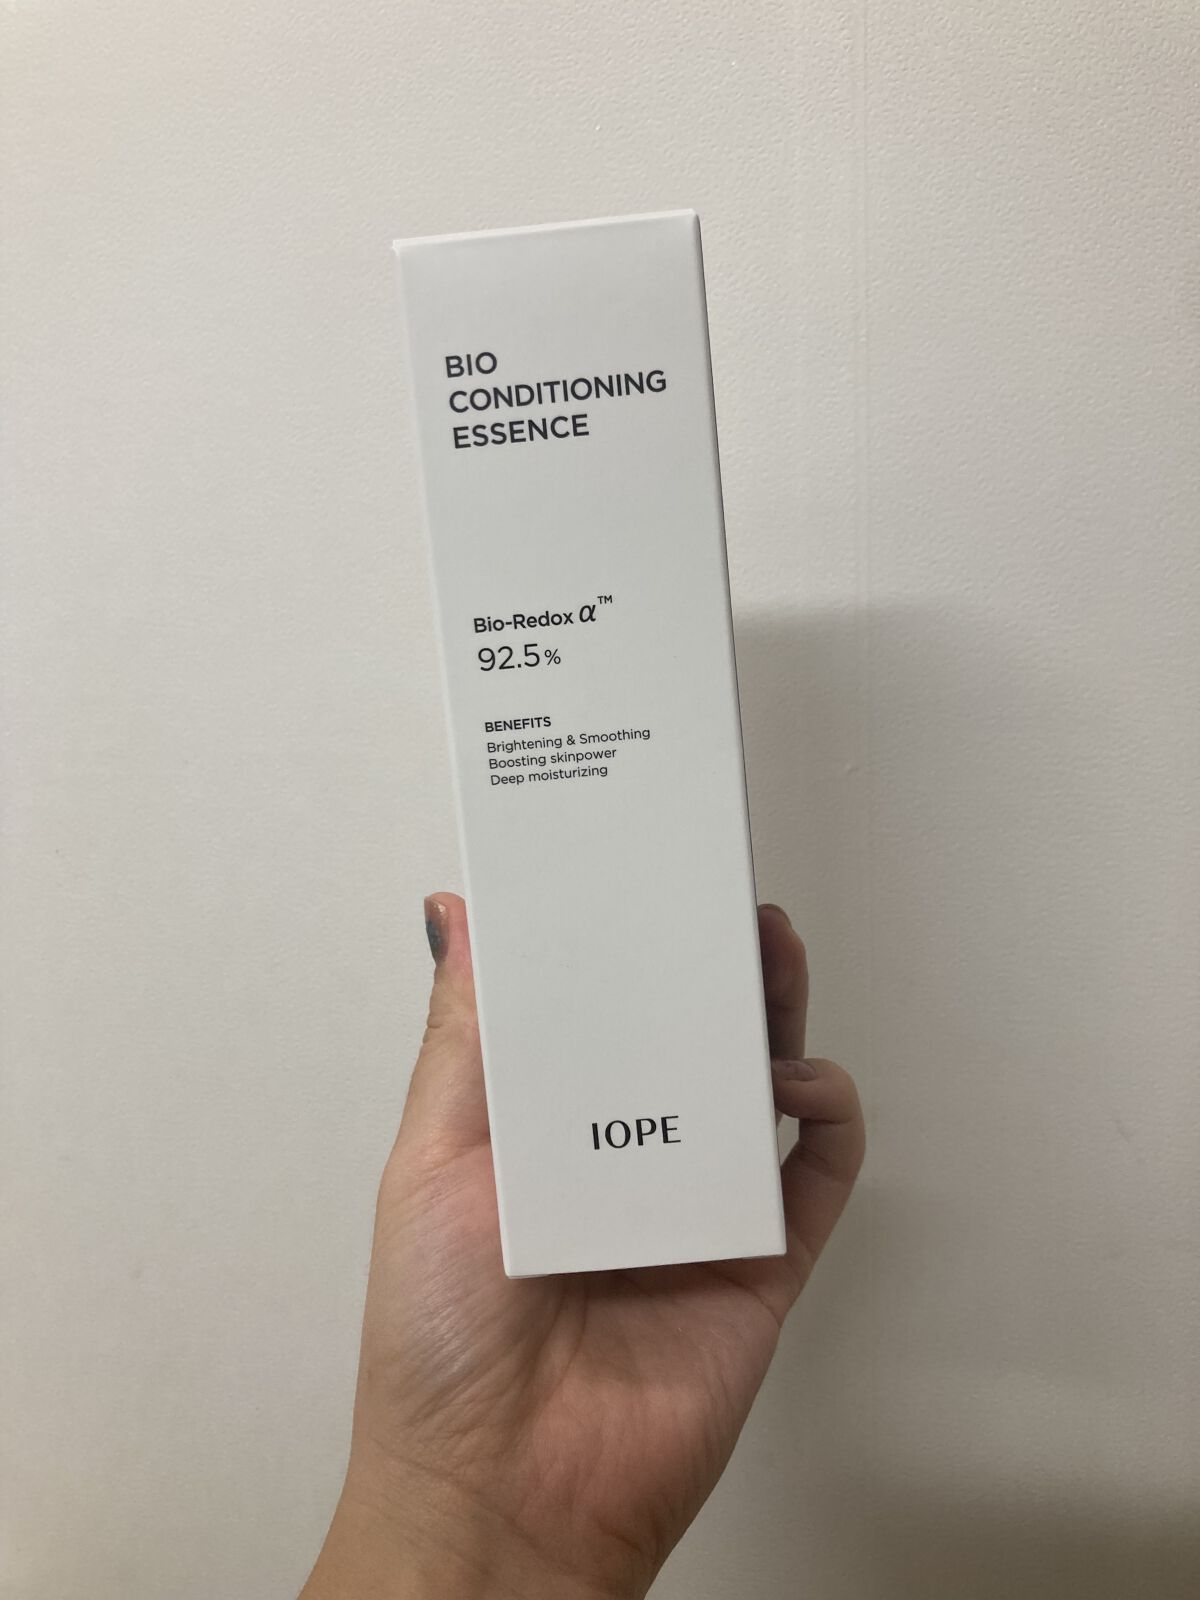 BIO
CONDITIONING
ESSENCE
Bio-Redox α™
92.5%
BENEFITS
Brightening & Smoothing
Boosting skinpower
Deep moisturizing
IOPE